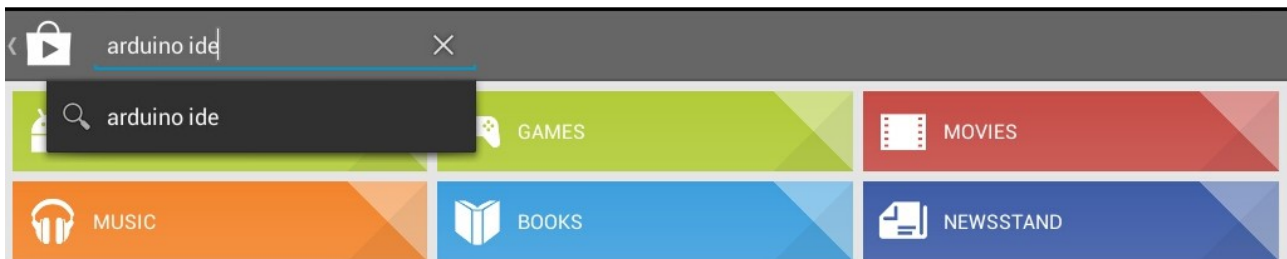 arduino ide
arduino ide
GAMES
MOVIES
MUSIC
BOOKS
NEWSSTAND